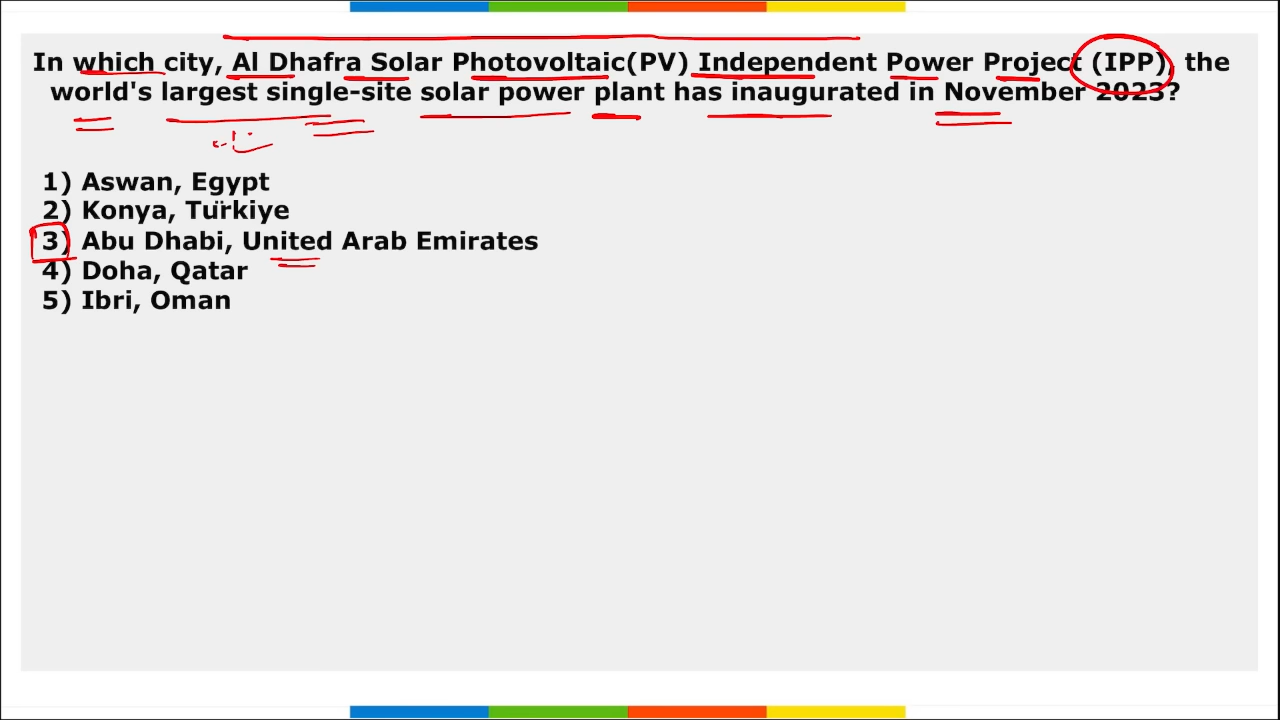 In which city, Al Dhafra Solar Photovoltaic(PV) Independent Power Project (IPP), the
world's largest single-site solar power plant has inaugurated in November 2023?
1) Aswan, Egypt
2) Konya, Türkiye
3) Abu Dhabi, United Arab Emirates
4) Doha, Qatar
5) Ibri, Oman